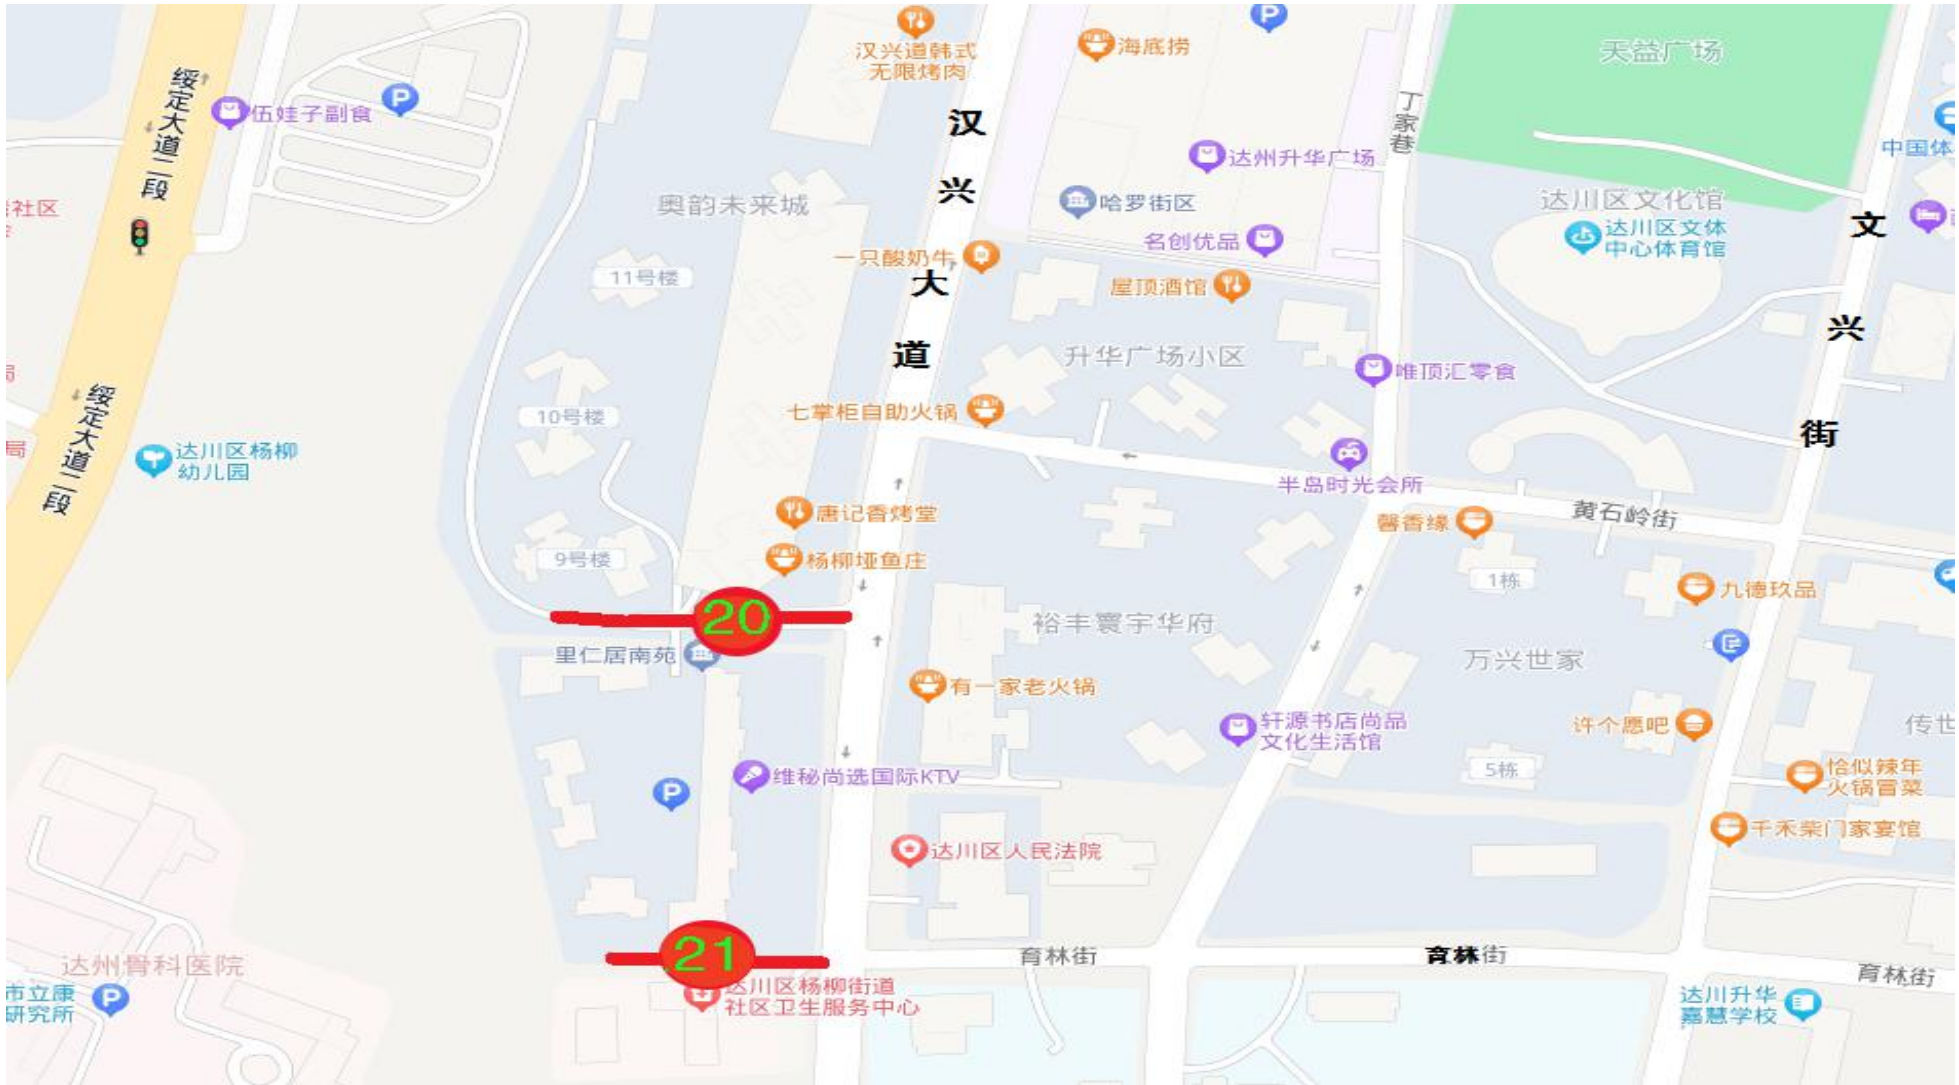 绥定大道二段
伍娃子副食
P
汉兴道韩式
无限烤肉
海底捞
P
天益广场
汉兴大道
丁家巷
达州升华广场
中国体
社区
奥韵未来城
哈罗街区
达川区文化馆
达川区文体
中心体育馆
名创优品
文兴街
一只酸奶牛
11号楼
屋顶酒馆
升华广场小区
唯顶汇零食
局
绥定大道二段
10号楼
七掌柜自助火锅
达川区杨柳
幼儿园
半岛时光会所
唐记香烤堂
馨香缘
黄石岭街
9号楼
杨柳垭鱼庄
1栋
九德玖品
20
裕丰寰宇华府
里仁居南苑
万兴世家
有一家老火锅
轩源书店尚品
文化生活馆
许个愿吧
传世
维秘尚选国际KTV
5栋
恰似辣年
火锅冒菜
P
千禾柴门家宴馆
达川区人民法院
21
育林街
育林街
育林街
达州骨科医院
市立康
研究所
P
达川区杨柳街道
社区卫生服务中心
达川升华
嘉慧学校